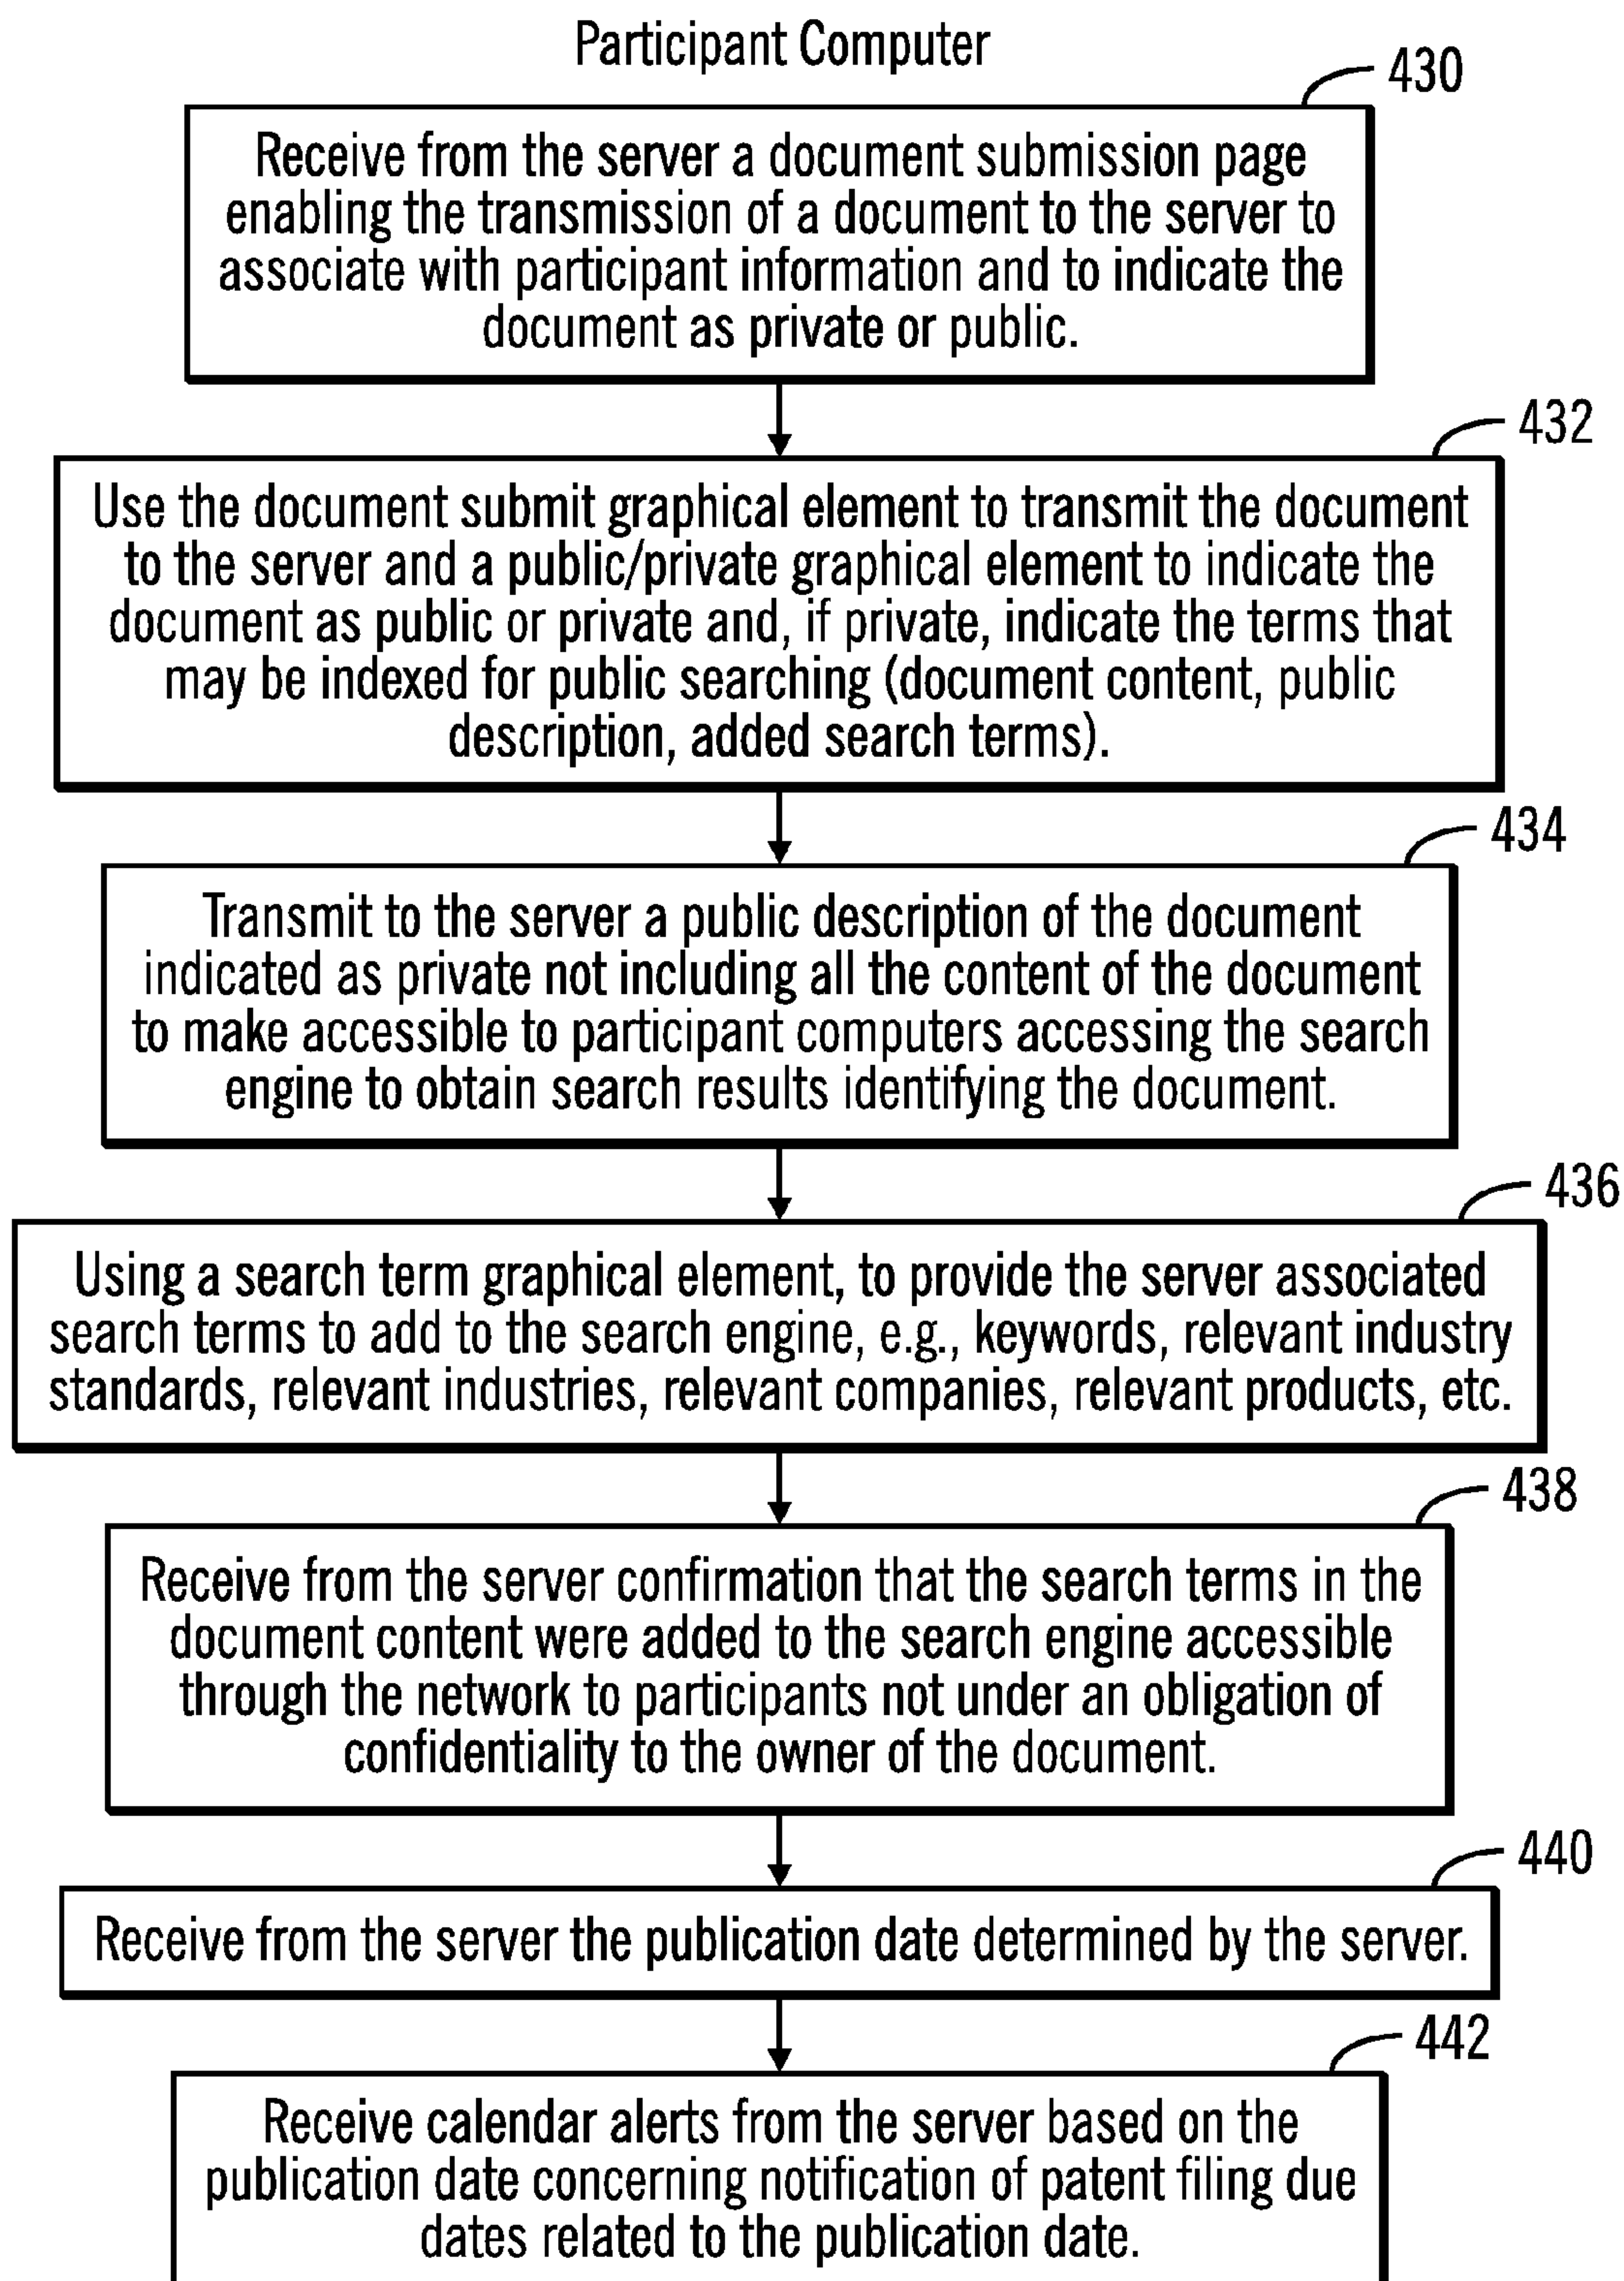 Participant Computer
430
Receive from the server a document submission page
enabling the transmission of a document to the server to
associate with participant information and to indicate the
document as private or public.
432
Use the document submit graphical element to transmit the document
to the server and a public/private graphical element to indicate the
document as public or private and, if private, indicate the terms that
may be indexed for public searching (document content, public
description, added search terms).
434
Transmit to the server a public description of the document
indicated as private not including all the content of the document
to make accessible to participant computers accessing the search
engine to obtain search results identifying the document.
436
Using a search term graphical element, to provide the server associated
search terms to add to the search engine, e.g., keywords, relevant industry
standards, relevant industries, relevant companies, relevant products, etc.
438
Receive from the server confirmation that the search terms in the
document content were added to the search engine accessible
through the network to participants not under an obligation of
confidentiality to the owner of the document.
440
Receive from the server the publication date determined by the server.
442
Receive calendar alerts from the server based on the
publication date concerning notification of patent filing due
dates related to the publication date.